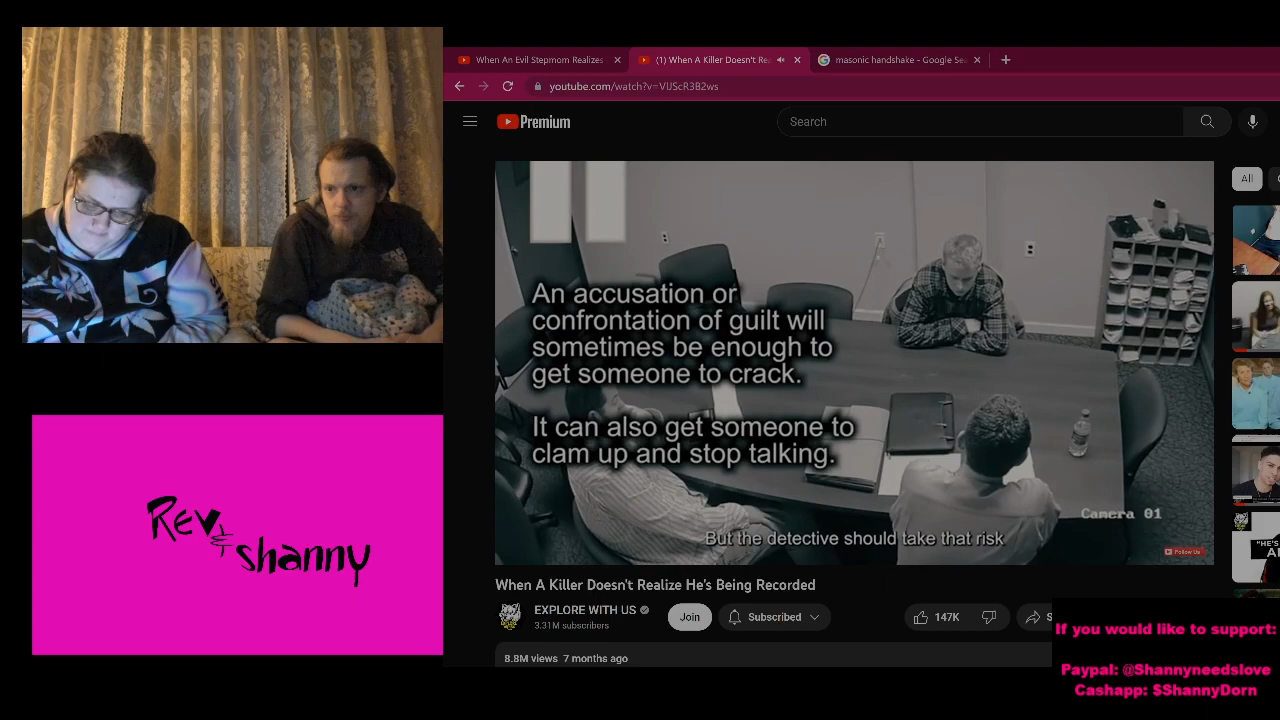 When An Evil Stepmom Realizes
(1) When A Killer Doesn't Re
masonic handshake - Google Se
youtube.com/watch?v=VlJScR3B2ws
Premium
Search
All
An accusation or
confrontation of guilt will
sometimes be enough to
get someone to crack.
It can also get someone to
clam up and stop talking.
Camera 01
But the detective should take that risk
Follow Us
When A Killer Doesn't Realize He's Being Recorded
EXPLORE WITH US
3.31M subscribers
Join
Subscribed
147K
S
8.8M views 7 months ago
Rev
&
Shanny
"HE'S
If you would like to support:
Paypal: @Shannyneedslove
Cashapp: $ShannyDorn